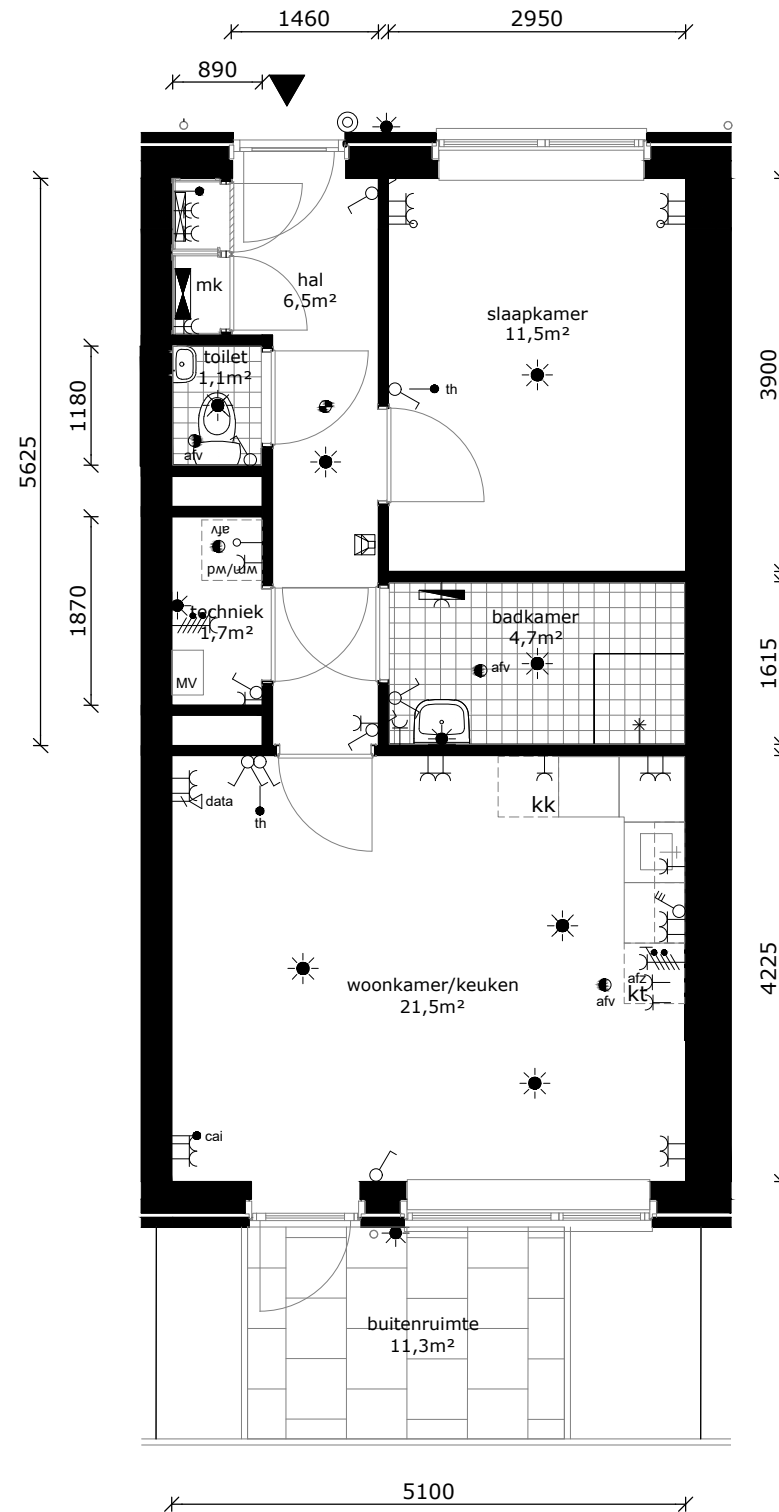 1460
2950
890
mk
hal
6,5m²
slaapkamer
11,5m²
3900
toilet
1,1m²
th
1180
afv
5625
afv
wm/wd
techniek
1,7m²
1870
badkamer
4,7m²
afv
1615
MV
data
th
kk
woonkamer/keuken
21,5m²
afv
afz
kt
4225
cai
buitenruimte
11,3m²
5100